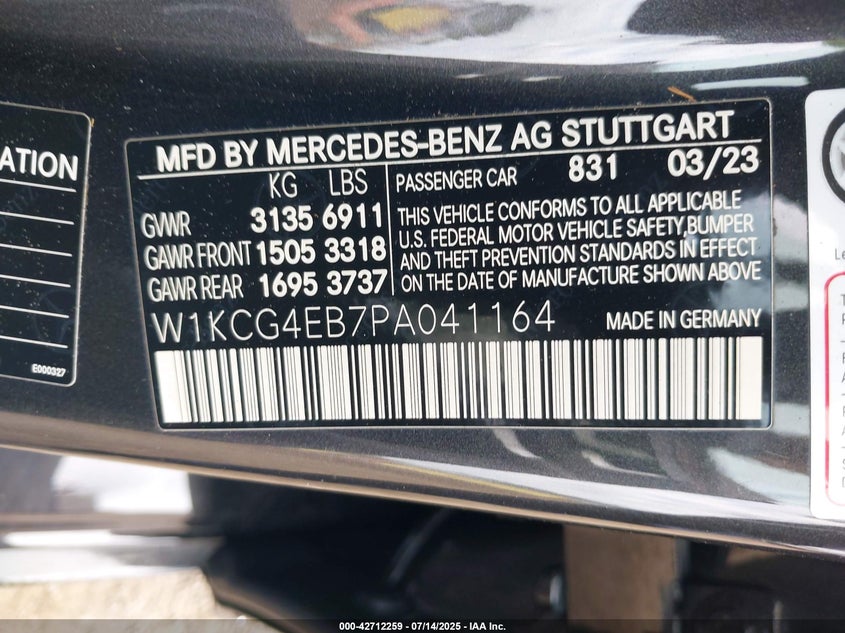 ATION
E000327
MFD BY MERCEDES-BENZ AG STUTTGART
KG LBS
GVWR 3135 6911
GAWR FRONT 1505 3318
GAWR REAR 1695 3737
PASSENGER CAR 831 03/23
THIS VEHICLE CONFORMS TO ALL APPLICABLE
U.S. FEDERAL MOTOR VEHICLE SAFETY,BUMPER
AND THEFT PREVENTION STANDARDS IN EFFECT
ON THE DATE OF MANUFACTURE SHOWN ABOVE
W1KCG4EB7PA041164 MADE IN GERMANY
Le
000-42712259 - 07/14/2025 - IAA Inc.